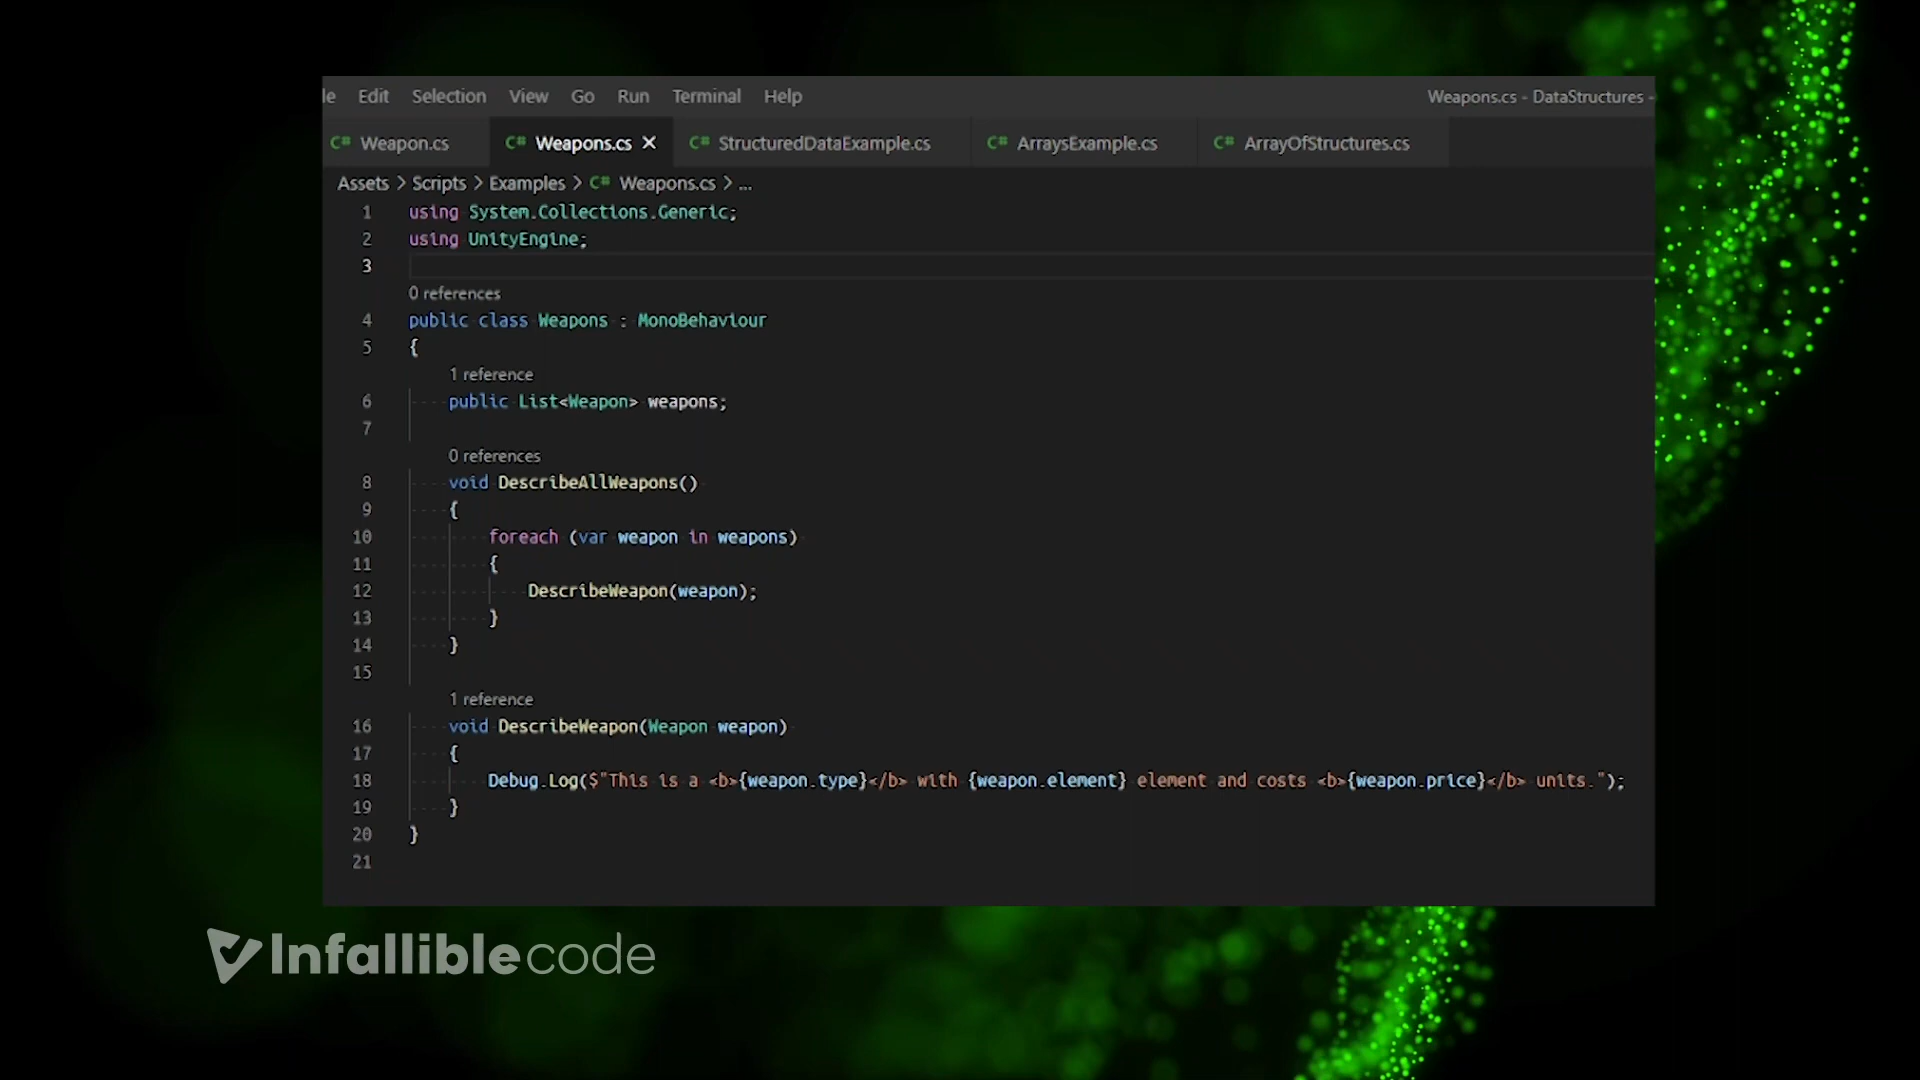 le Edit Selection View Go Run Terminal Help Weapons.cs - DataStructures -
C# Weapon.cs C# Weapons.cs × C# StructuredDataExample.cs C# ArraysExample.cs C# ArrayOfStructures.cs
Assets > Scripts > Examples > C# Weapons.cs > ...
1 using System.Collections.Generic;
2 using UnityEngine;
3
0 references
4 public class Weapons : MonoBehaviour
5 {
1 reference
6 public List<Weapon> weapons;
7
0 references
8 void DescribeAllWeapons()
9 {
10 foreach (var weapon in weapons)
11 {
12 DescribeWeapon(weapon);
13 }
14 }
15
1 reference
16 void DescribeWeapon(Weapon weapon)
17 {
18 Debug.Log($"This is a <b>{weapon.type}</b> with {weapon.element} element and costs <b>{weapon.price}</b> units.");
19 }
20 }
21
Infalliblecode